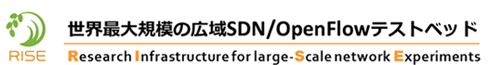 世界最大規模の広域SDN/OpenFlowテストベッド
RISE
Research Infrastructure for large-Scale network Experiments